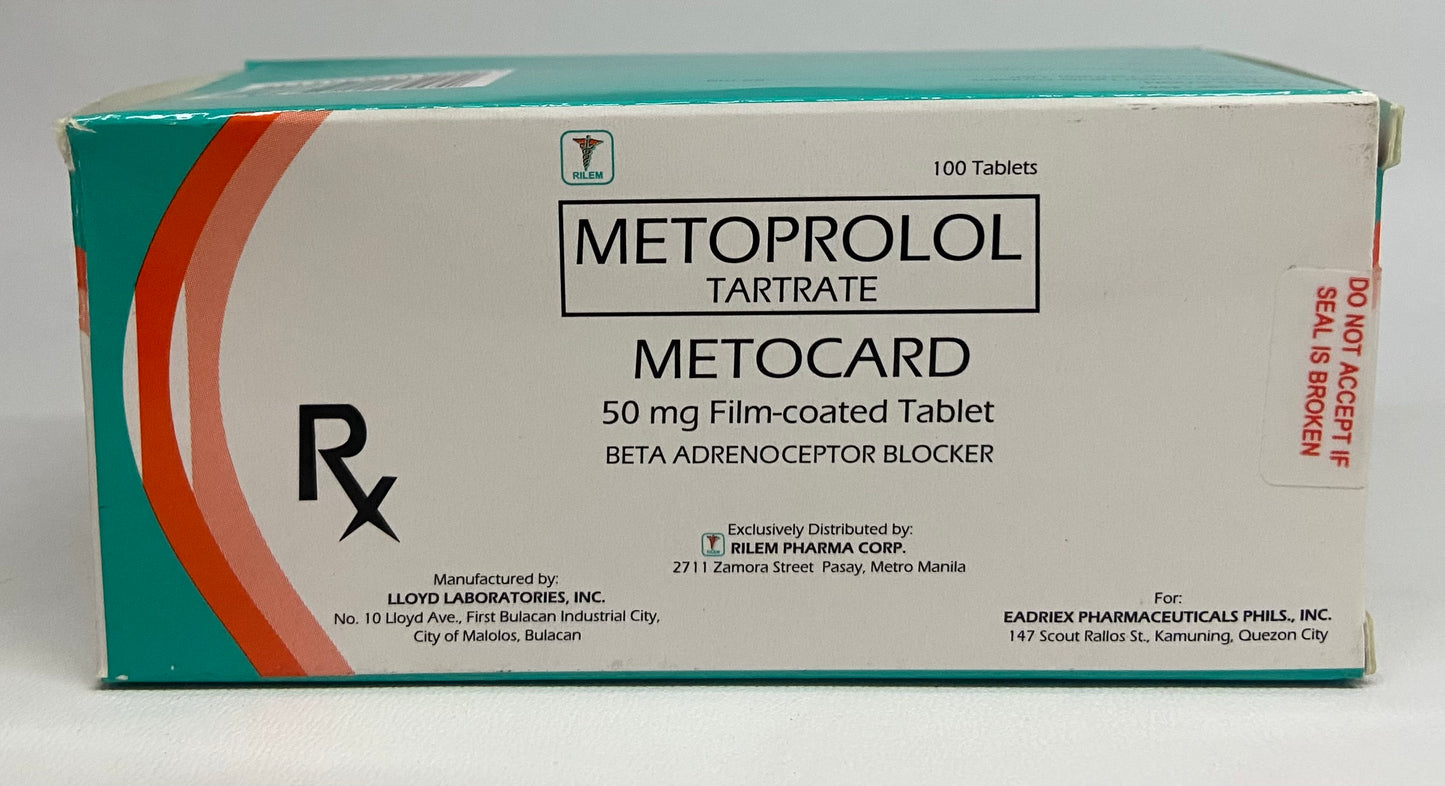 RILEM
100 Tablets
METOPROLOL
TARTRATE
METOCARD
50 mg Film-coated Tablet
BETA ADRENOCEPTOR BLOCKER
Rx
Exclusively Distributed by:
RILEM PHARMA CORP.
2711 Zamora Street Pasay, Metro Manila
Manufactured by:
LLOYD LABORATORIES, INC.
No. 10 Lloyd Ave., First Bulacan Industrial City,
City of Malolos, Bulacan
For:
EADRIEX PHARMACEUTICALS PHILS., INC.
147 Scout Rallos St., Kamuning, Quezon City
DO NOT ACCEPT IF
SEAL IS BROKEN